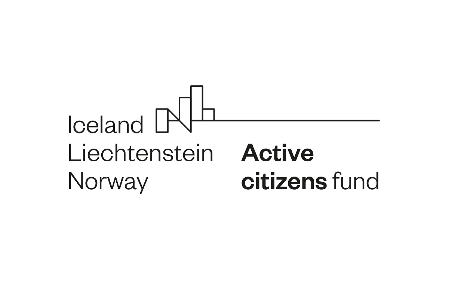 Iceland
Liechtenstein
Norway
Active
citizens fund